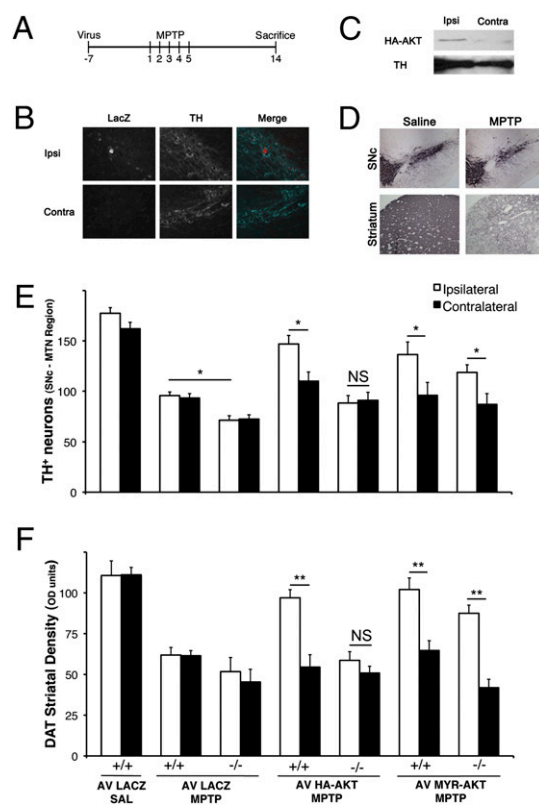 A
Virus
MPTP
Sacrifice
-7
1 2 3 4 5
14
B
LacZ TH Merge
Ipsi
Contra
C
Ipsi Contra
HA-AKT
TH
D
Saline MPTP
SNc
Striatum
E
Ipsilateral
Contralateral
TH+ neurons (SNc - MTN Region)
150
100
50
0
*
*
NS
*
*
F
DAT Striatal Density (OD units)
100
75
50
25
0
**
NS
**
**
+/+ +/+ -/- +/+ -/- +/+ -/-
AV LACZ SAL
AV LACZ MPTP
AV HA-AKT MPTP
AV MYR-AKT MPTP